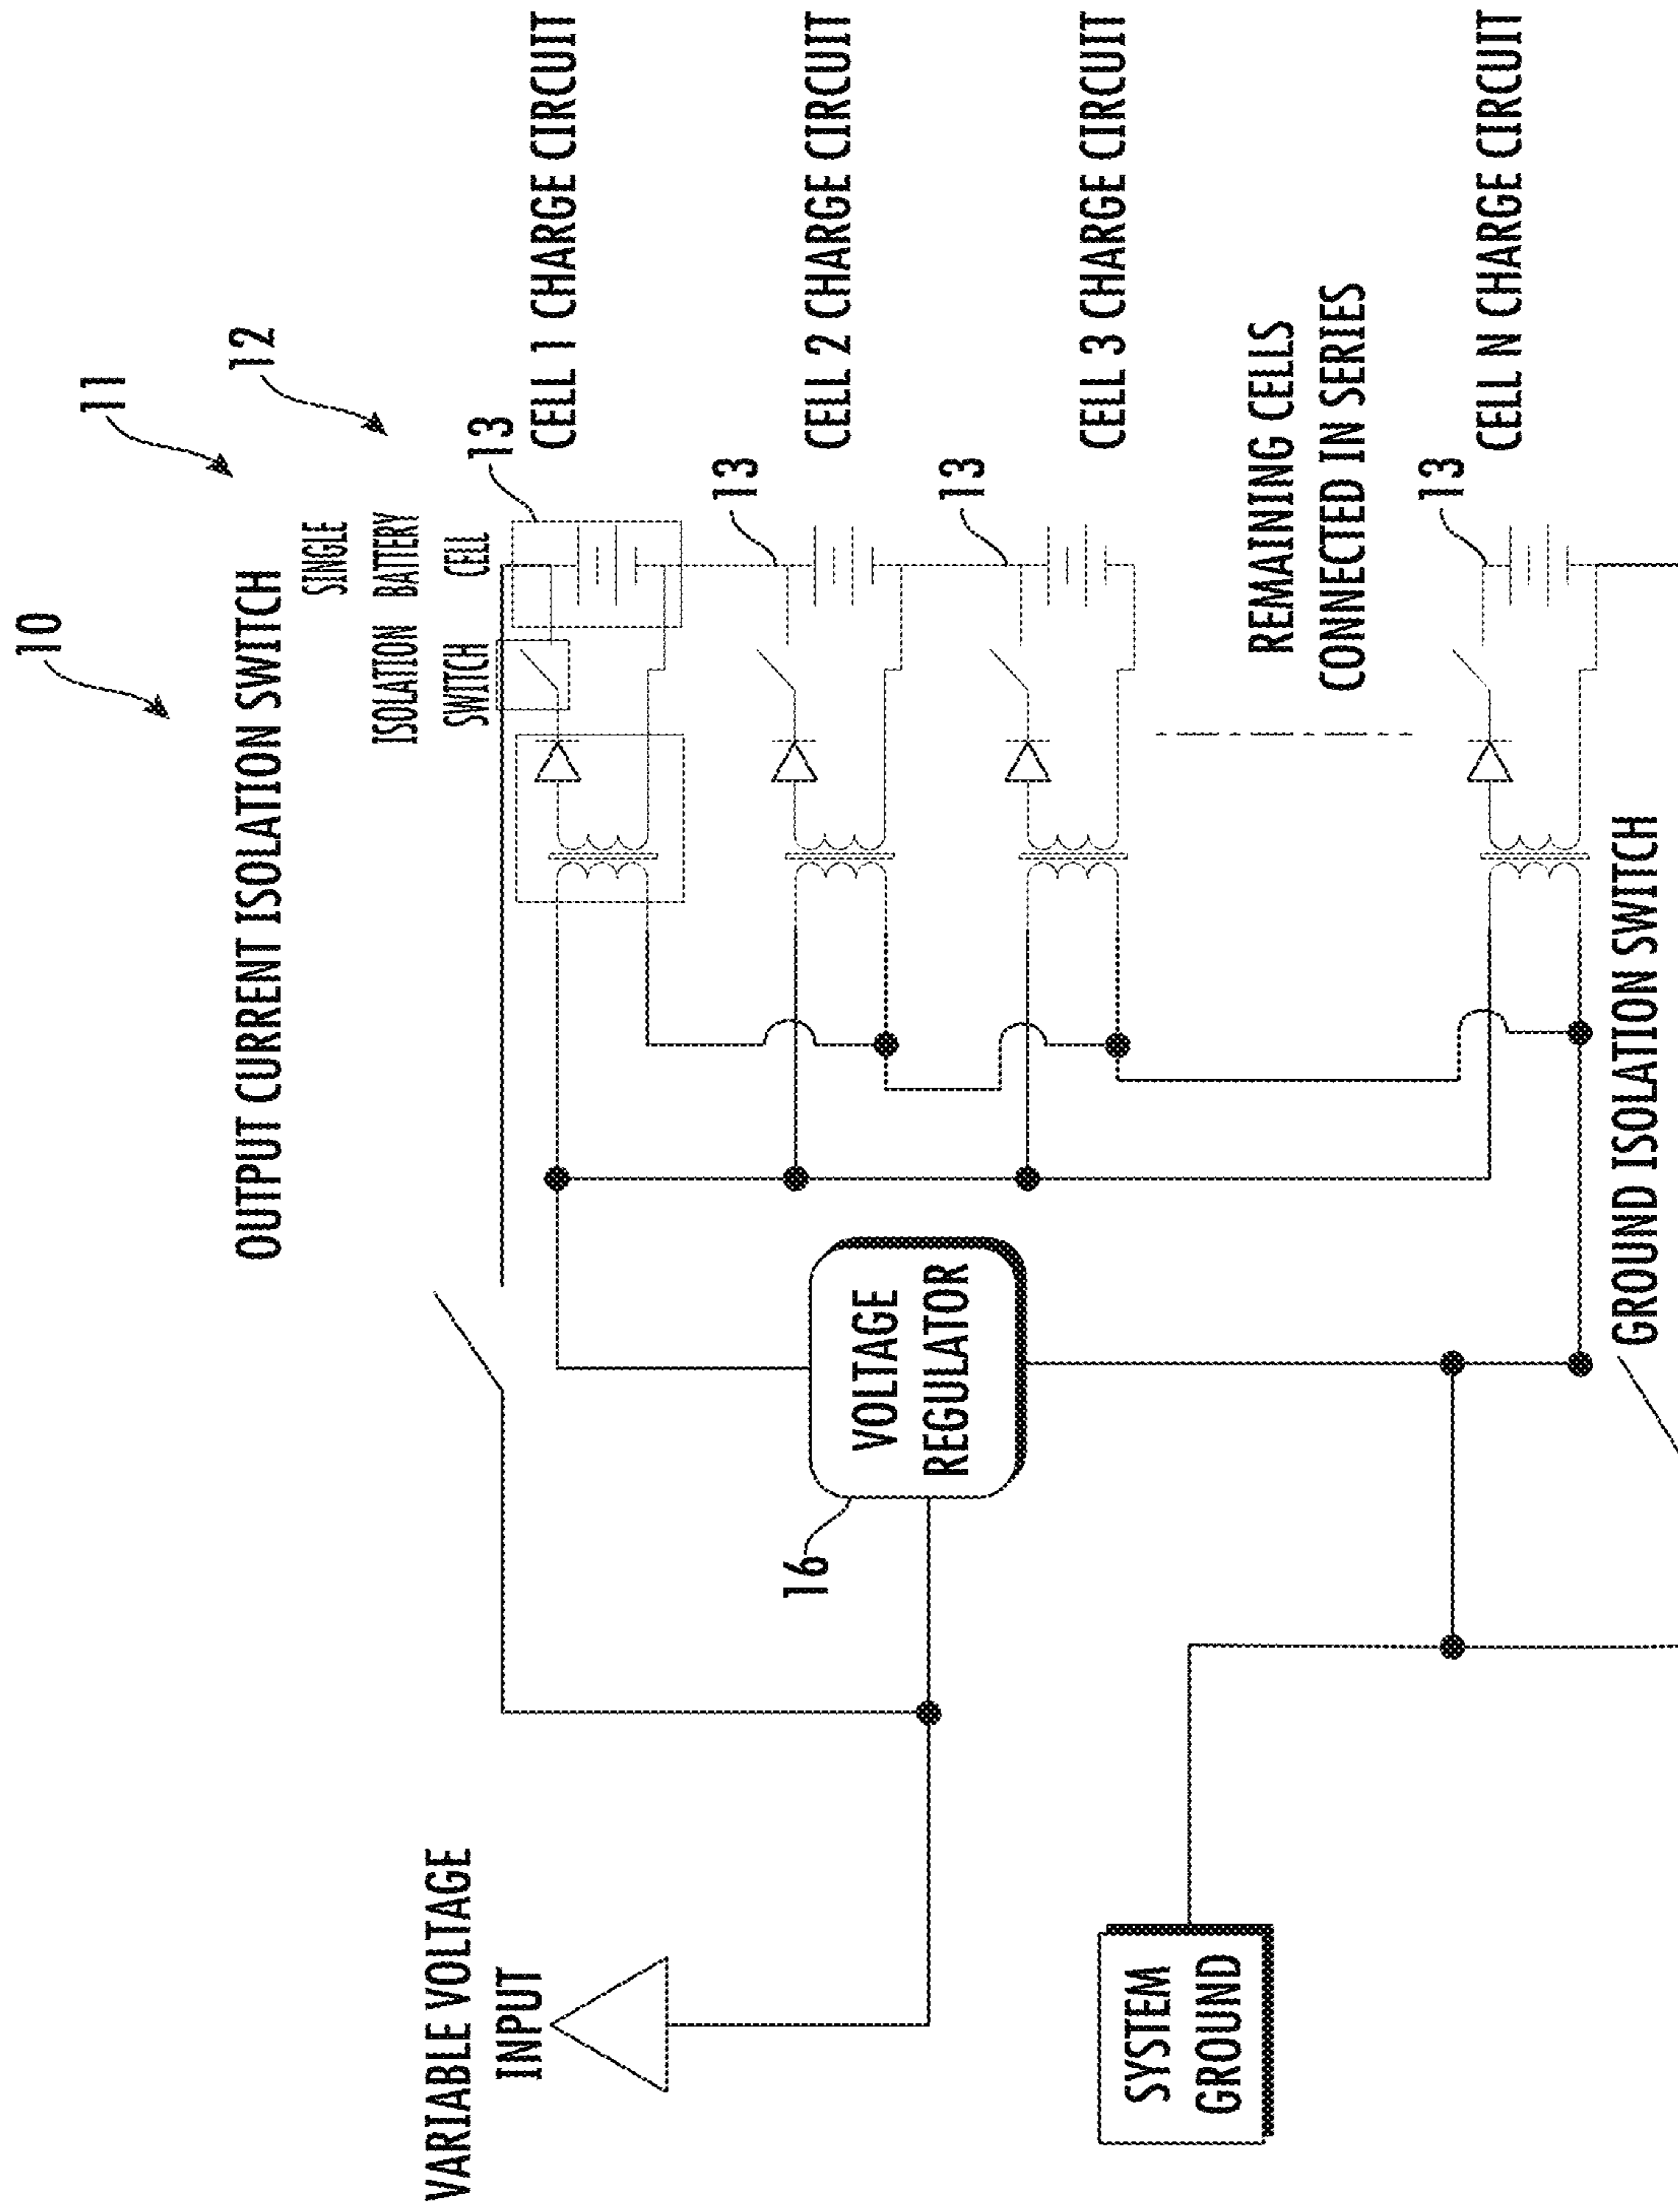 10
11
12
OUTPUT CURRENT ISOLATION SWITCH
SINGLE
ISOLATION BATTERY
SWITCH CELL
13
CELL 1 CHARGE CIRCUIT
13
CELL 2 CHARGE CIRCUIT
13
CELL 3 CHARGE CIRCUIT
REMAINING CELLS
CONNECTED IN SERIES
13
CELL N CHARGE CIRCUIT
VARIABLE VOLTAGE
INPUT
16
VOLTAGE
REGULATOR
SYSTEM
GROUND
GROUND ISOLATION SWITCH